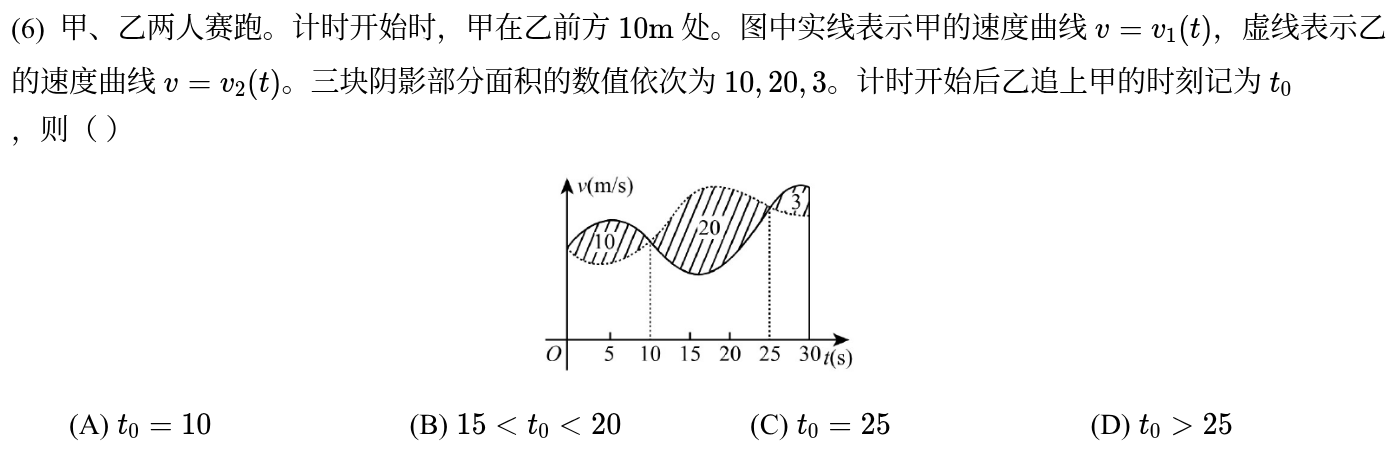 (6) 甲、乙两人赛跑。计时开始时，甲在乙前方 10m 处。图中实线表示甲的速度曲线 v = v₁(t)，虚线表示乙
的速度曲线 v = v₂(t)。三块阴影部分面积的数值依次为 10, 20, 3。计时开始后乙追上甲的时刻记为 t₀
，则（ ）
v(m/s)
10 20 3
O 5 10 15 20 25 30 t(s)
(A) t₀ = 10 (B) 15 < t₀ < 20 (C) t₀ = 25 (D) t₀ > 25